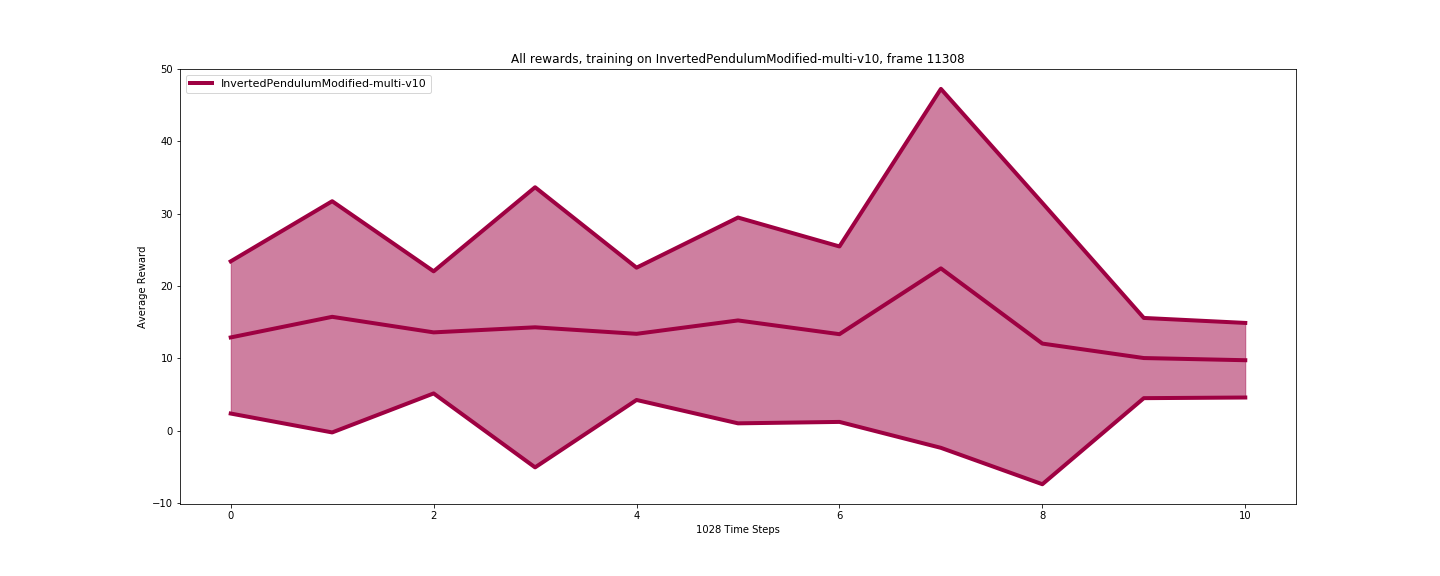 All rewards, training on InvertedPendulumModified-multi-v10, frame 11308
InvertedPendulumModified-multi-v10
50
40
30
20
10
0
−10
Average Reward
0 2 4 6 8 10
1028 Time Steps